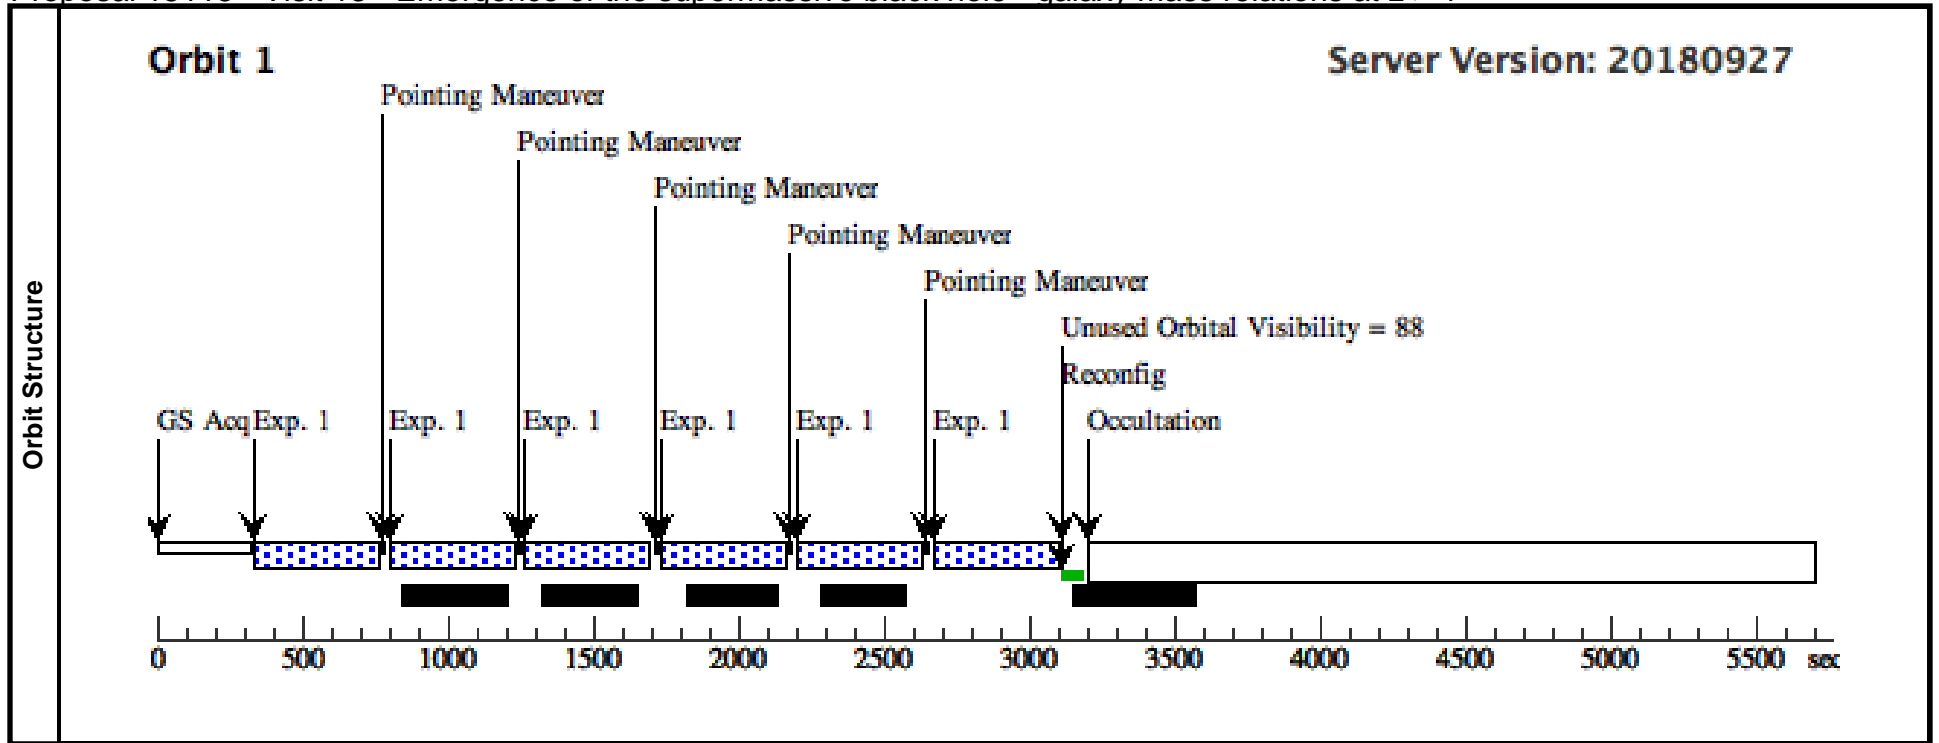 Orbit Structure
Orbit 1
Server Version: 20180927
Pointing Maneuver
Pointing Maneuver
Pointing Maneuver
Pointing Maneuver
Pointing Maneuver
Unused Orbital Visibility = 88
Reconfig
GS Acq Exp. 1 Exp. 1 Exp. 1 Exp. 1 Exp. 1 Exp. 1 Occultation
0 500 1000 1500 2000 2500 3000 3500 4000 4500 5000 5500 sec